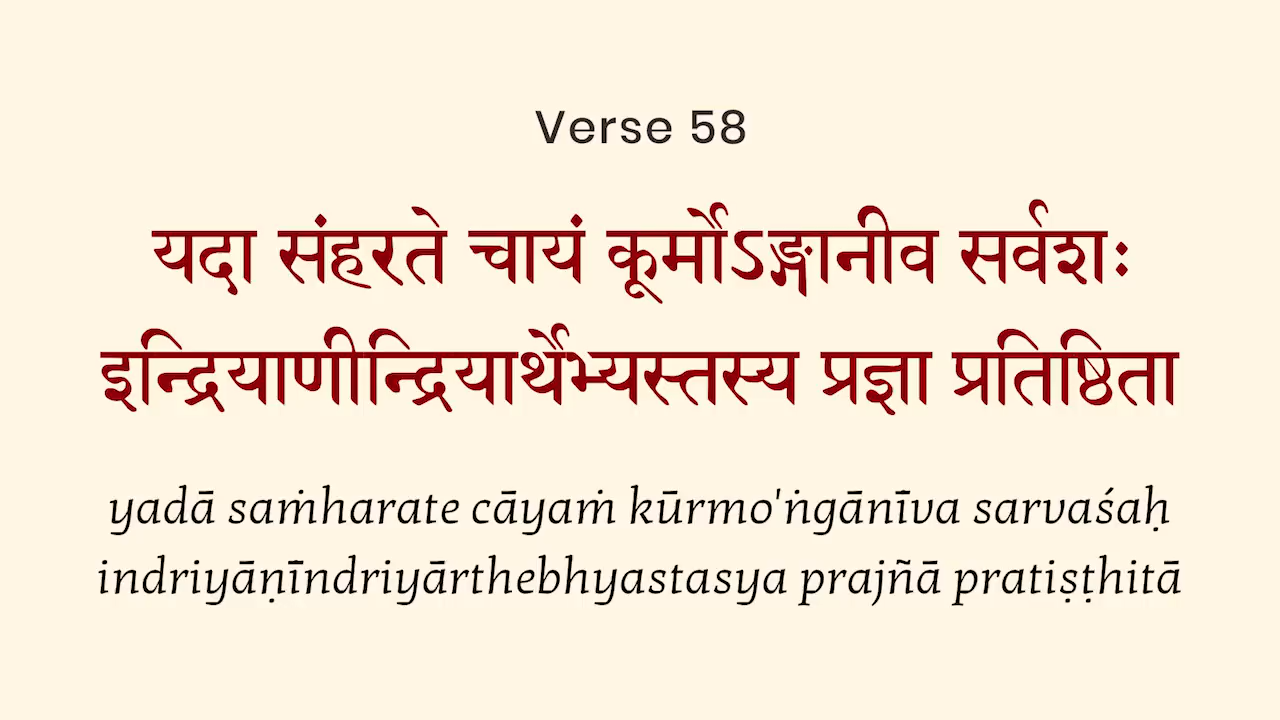 Verse 58
यदा संहरते चायं कूर्मोऽङ्गानीव सर्वशः
इन्द्रियाणीन्द्रियार्थेभ्यस्तस्य प्रज्ञा प्रतिष्ठिता
yadā saṁharate cāyaṁ kūrmo'ṅgānīva sarvaśaḥ
indriyāṇīndriyārthebhyastasya prajñā pratiṣṭhitā